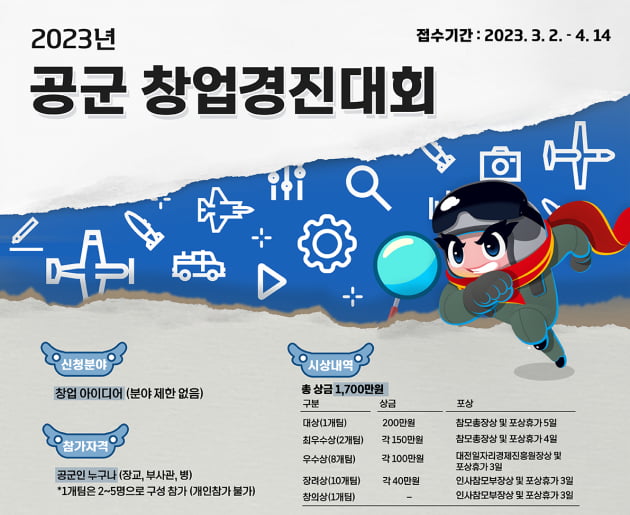 2023년
접수기간 : 2023. 3. 2. - 4. 14
공군 창업경진대회
신청분야
창업 아이디어 (분야 제한 없음)
참가자격
공군인 누구나 (장교, 부사관, 병)
*1개팀은 2~5명으로 구성 참가 (개인참가 불가)
시상내역
총 상금 1,700만원
구분 상금 포상
대상(1개팀) 200만원 참모총장상 및 포상휴가 5일
최우수상(2개팀) 각 150만원 참모총장상 및 포상휴가 4일
우수상(8개팀) 각 100만원 대전일자리경제진흥원장상 및
포상휴가 3일
장려상(10개팀) 각 40만원 인사참모부장상 및 포상휴가 3일
창의상(1개팀) – 인사참모부장상 및 포상휴가 3일